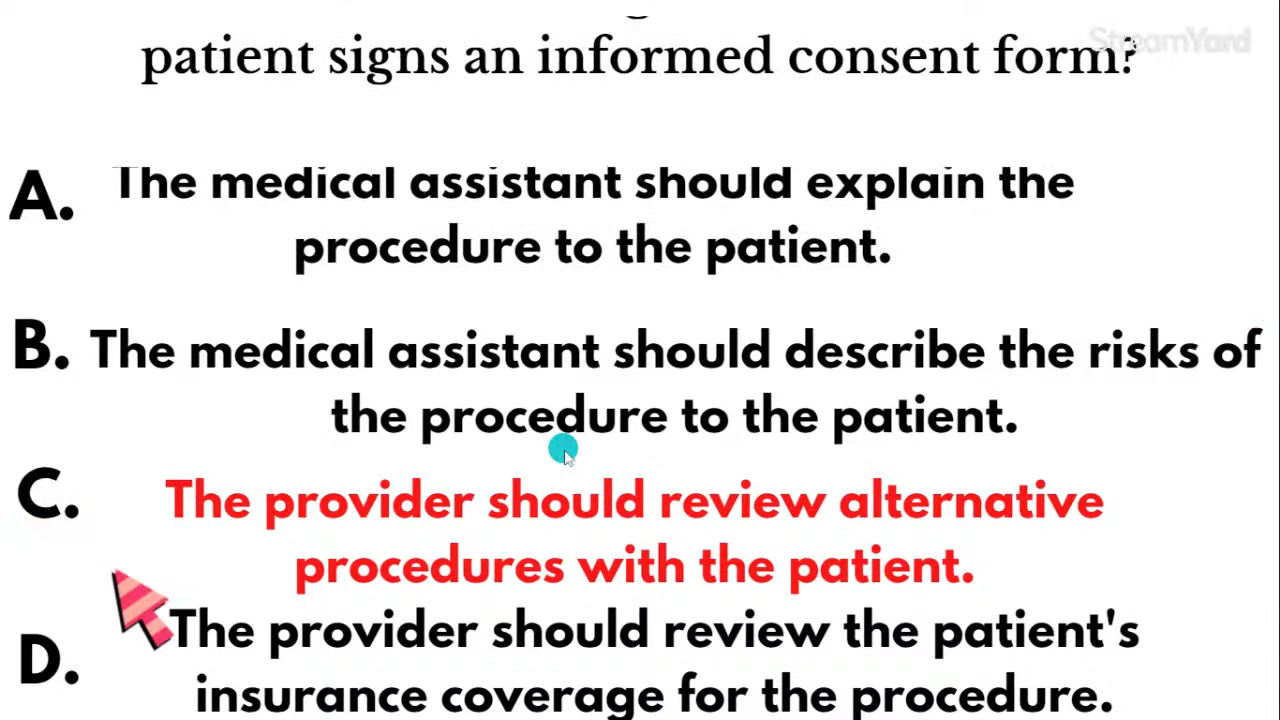 patient signs an informed consent form?
StreamYard
A. The medical assistant should explain the
procedure to the patient.
B. The medical assistant should describe the risks of
the procedure to the patient.
C. The provider should review alternative
procedures with the patient.
D. The provider should review the patient's
insurance coverage for the procedure.